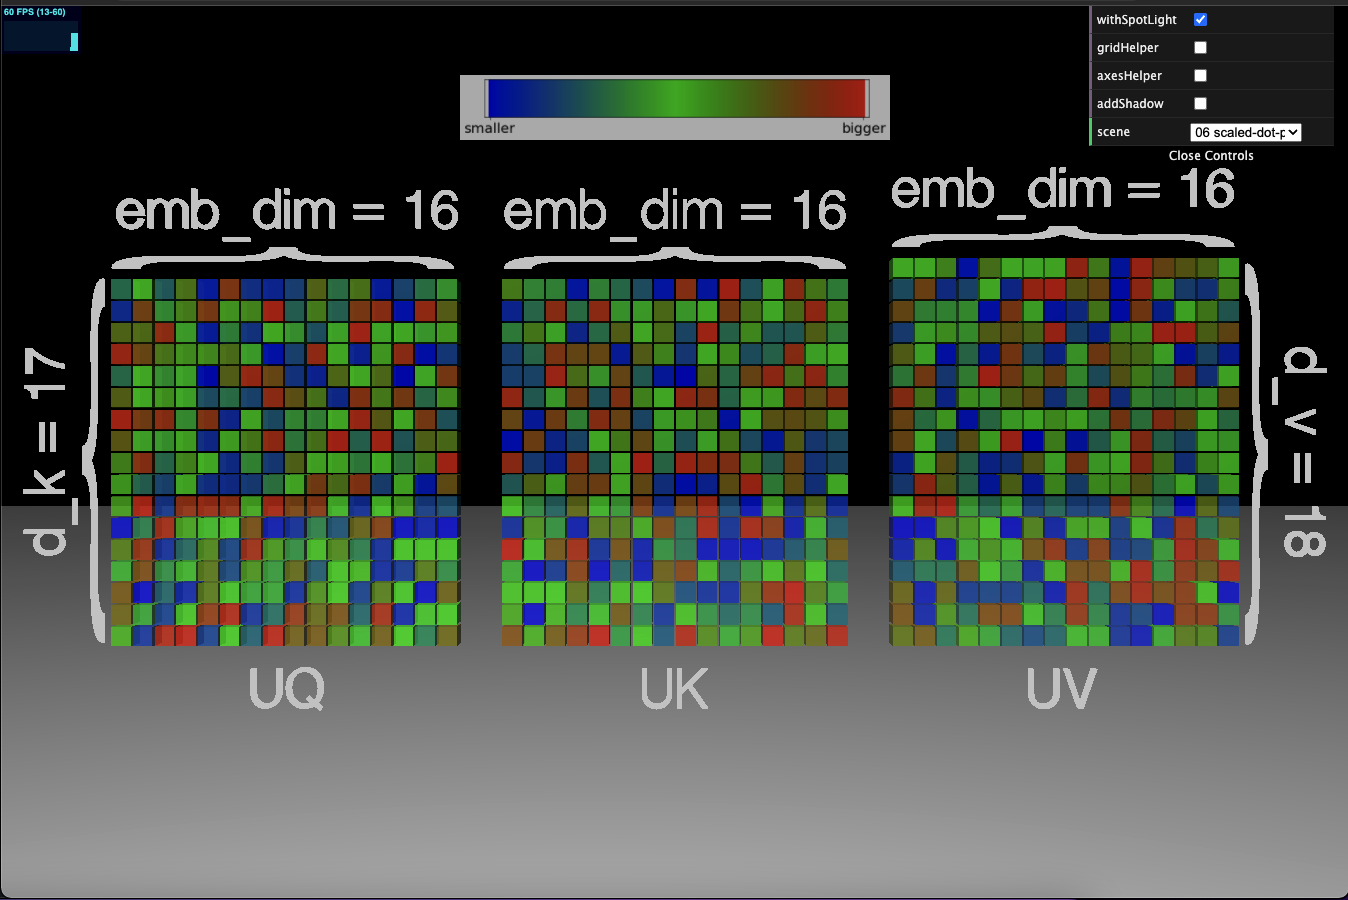 60 FPS (13-60)
withSpotLight
gridHelper
axesHelper
addShadow
scene 06 scaled-dot-p
Close Controls
smaller bigger
emb_dim = 16
emb_dim = 16
emb_dim = 16
d_k = 17
d_v = 18
UQ
UK
UV